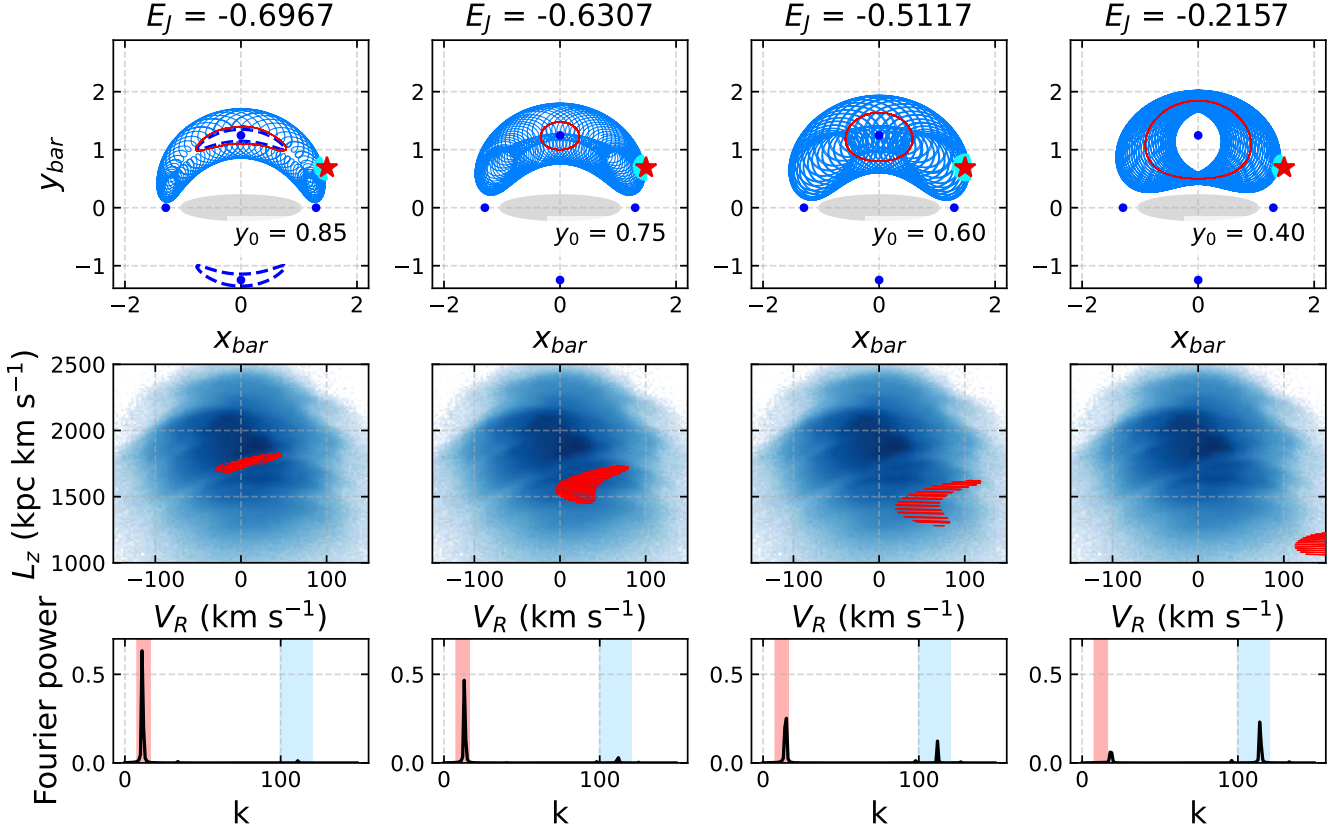 E_J = -0.6967 E_J = -0.6307 E_J = -0.5117 E_J = -0.2157
y_bar
2
1
0
−1
y_0 = 0.85
−2 0 2
x_bar
2
1
0
−1
y_0 = 0.75
−2 0 2
x_bar
2
1
0
−1
y_0 = 0.60
−2 0 2
x_bar
2
1
0
−1
y_0 = 0.40
−2 0 2
x_bar
L_z (kpc km s⁻¹)
2500
2000
1500
1000
−100 0 100
V_R (km s⁻¹)
−100 0 100
V_R (km s⁻¹)
−100 0 100
V_R (km s⁻¹)
−100 0 100
V_R (km s⁻¹)
Fourier power
0.5
0.0
0 100
k
0.5
0.0
0 100
k
0.5
0.0
0 100
k
0.5
0.0
0 100
k